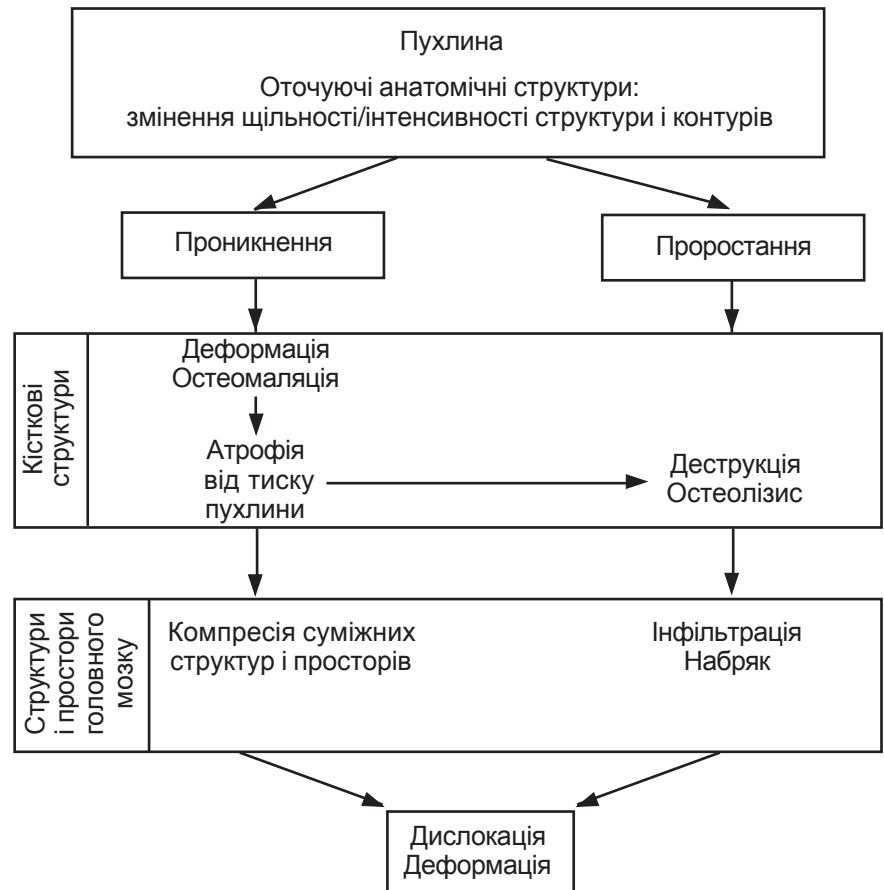 Пухлина
Оточуючі анатомічні структури:
змінення щільності/інтенсивності структури і контурів
Проникнення
Проростання
Кісткові
структури
Деформація
Остеомаляція
Атрофія
від тиску
пухлини
Деструкція
Остеолізис
Структури
і простори
головного
мозку
Компресія суміжних
структур і просторів
Інфільтрація
Набряк
Дислокація
Деформація